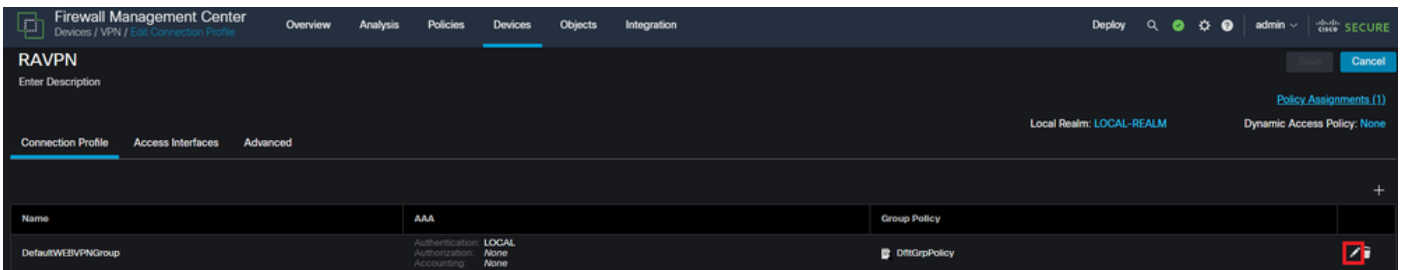 Firewall Management Center
Devices / VPN / Edit Connection Profile
Overview Analysis Policies Devices Objects Integration Deploy admin cisco SECURE
RAVPN
Save Cancel
Enter Description
Policy Assignments (1)
Local Realm: LOCAL-REALM Dynamic Access Policy: None
Connection Profile Access Interfaces Advanced
Name AAA Group Policy
Authentication: LOCAL
DefaultWEBVPNGroup Authorization: None DfltGrpPolicy
Accounting: None